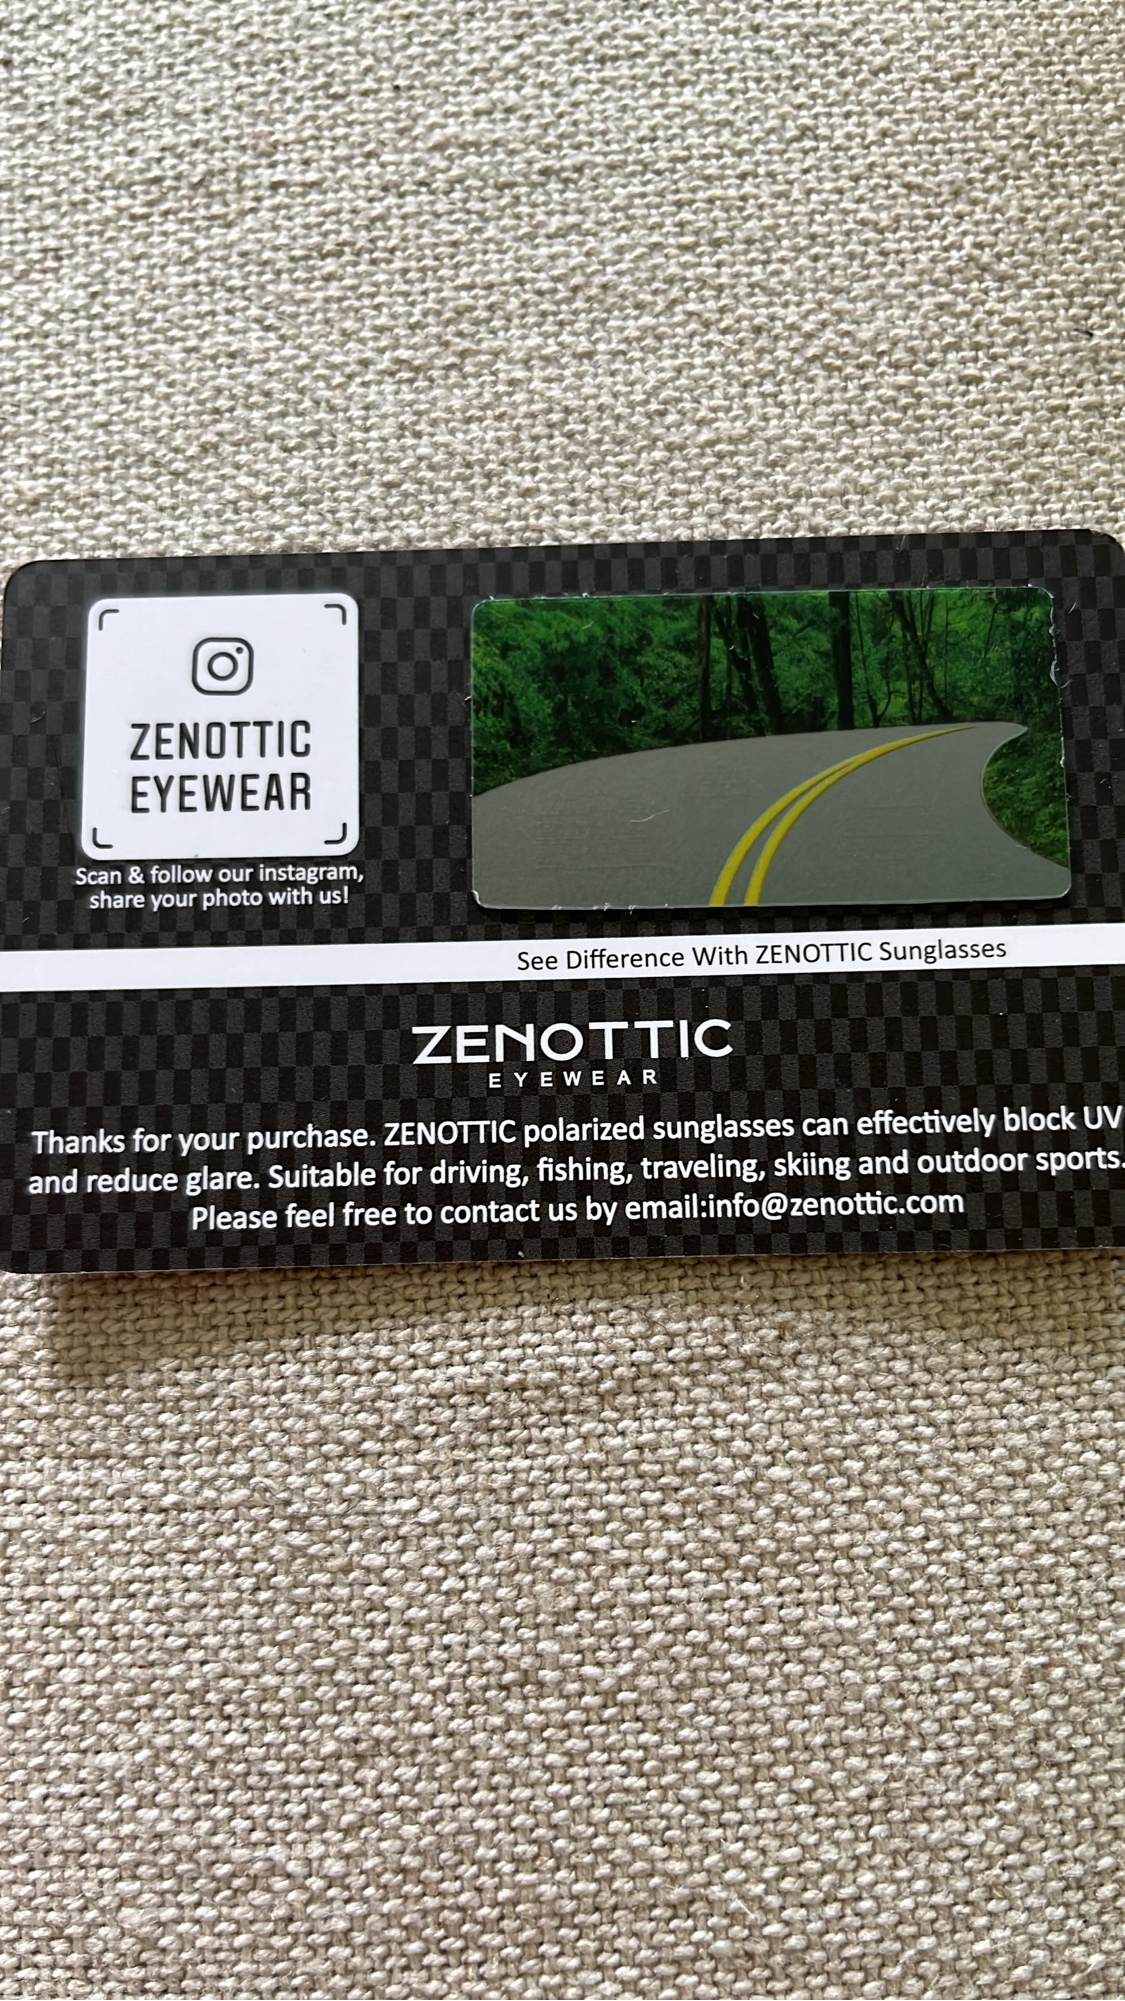 ZENOTTIC
EYEWEAR
Scan & follow our instagram,
share your photo with us!
See Difference With ZENOTTIC Sunglasses
ZENOTTIC
EYEWEAR
Thanks for your purchase. ZENOTTIC polarized sunglasses can effectively block UV
and reduce glare. Suitable for driving, fishing, traveling, skiing and outdoor sports.
Please feel free to contact us by email:info@zenottic.com